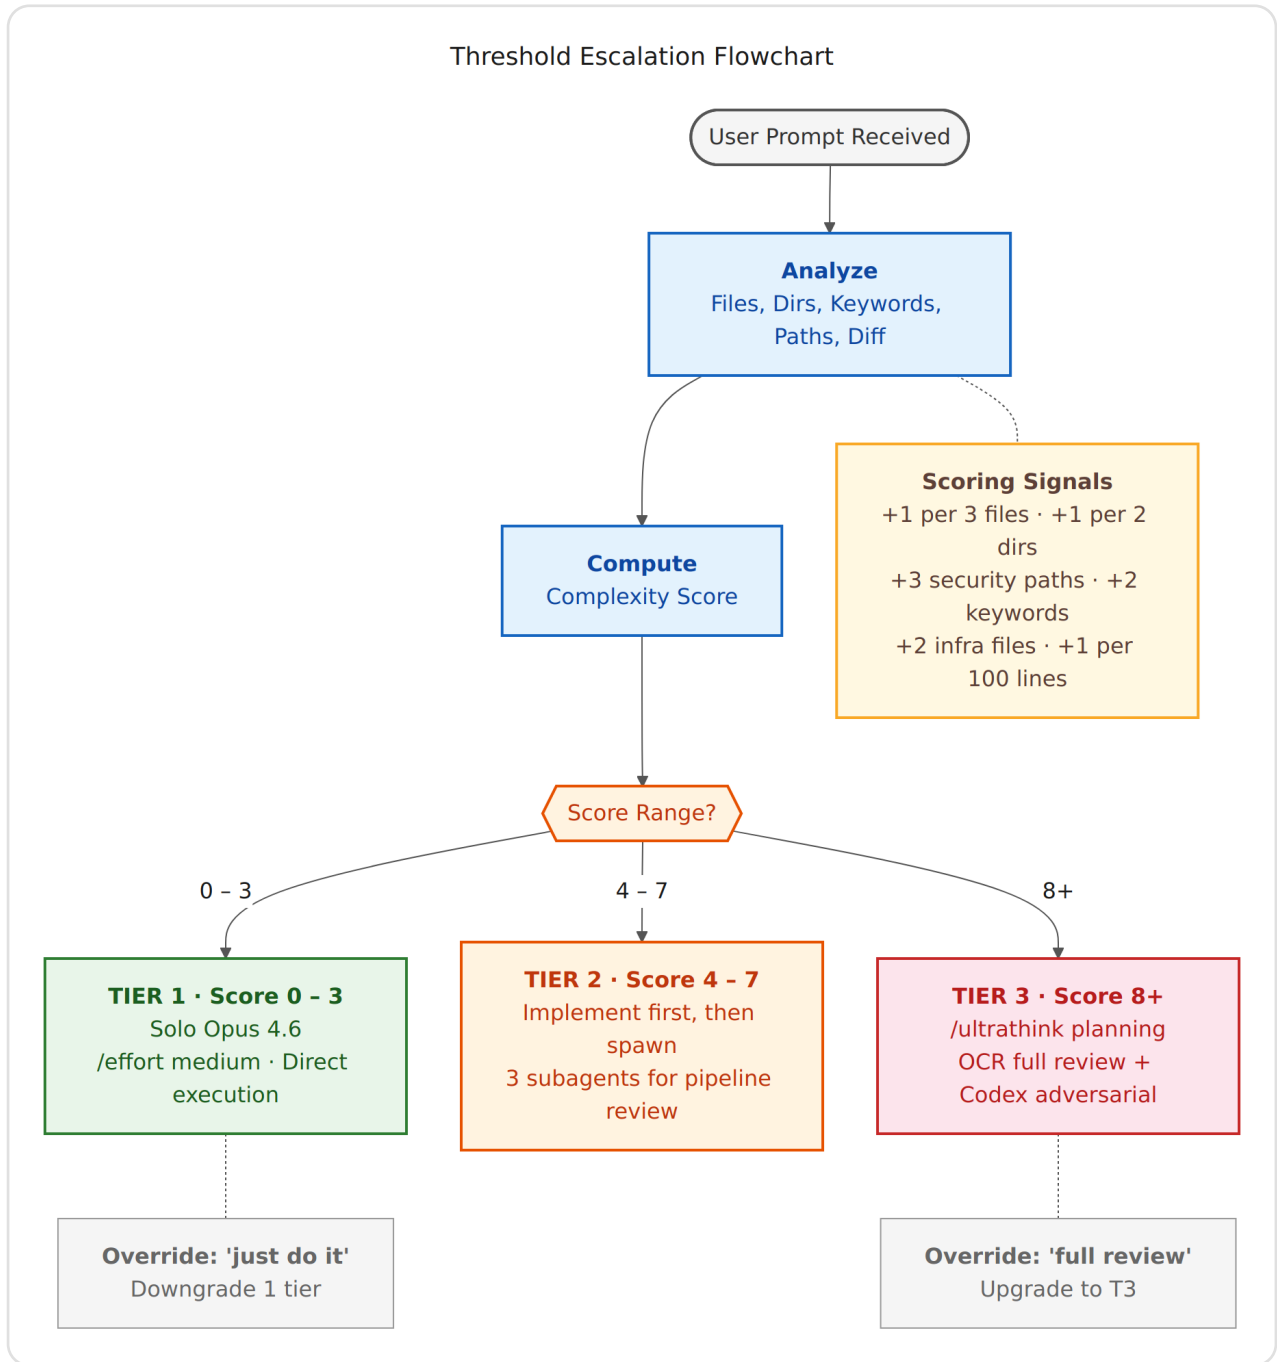 Threshold Escalation Flowchart
User Prompt Received
Analyze
Files, Dirs, Keywords,
Paths, Diff
Scoring Signals
+1 per 3 files · +1 per 2
dirs
+3 security paths · +2
keywords
+2 infra files · +1 per
100 lines
Compute
Complexity Score
Score Range?
0 – 3
4 – 7
8+
TIER 1 · Score 0 – 3
Solo Opus 4.6
/effort medium · Direct
execution
TIER 2 · Score 4 – 7
Implement first, then
spawn
3 subagents for pipeline
review
TIER 3 · Score 8+
/ultrathink planning
OCR full review +
Codex adversarial
Override: 'just do it'
Downgrade 1 tier
Override: 'full review'
Upgrade to T3